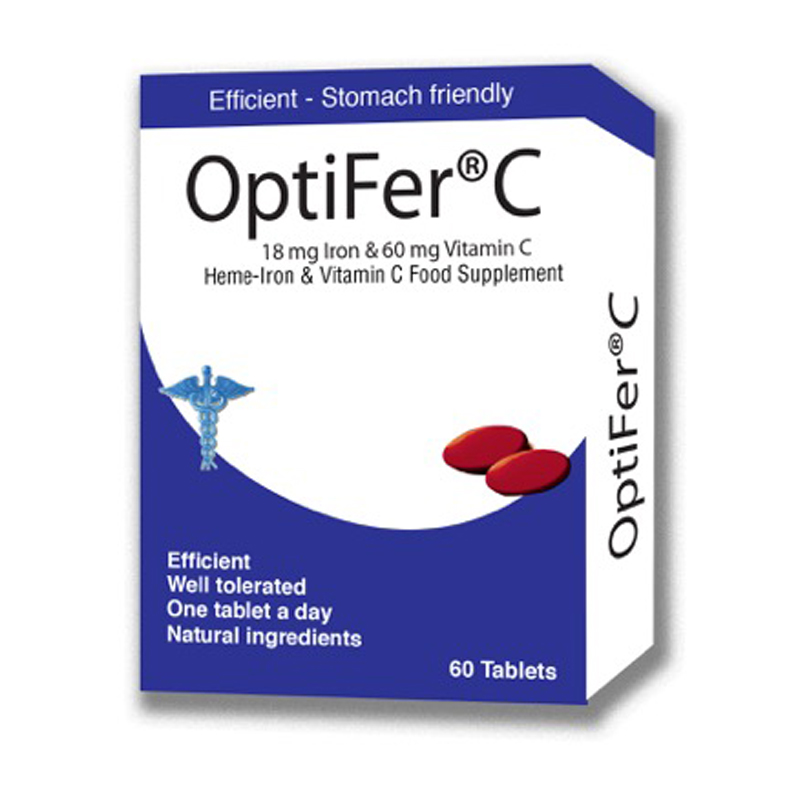 Efficient - Stomach friendly
OptiFer® C
18 mg Iron & 60 mg Vitamin C
Heme-Iron & Vitamin C Food Supplement
Efficient
Well tolerated
One tablet a day
Natural ingredients
60 Tablets
OptiFer® C